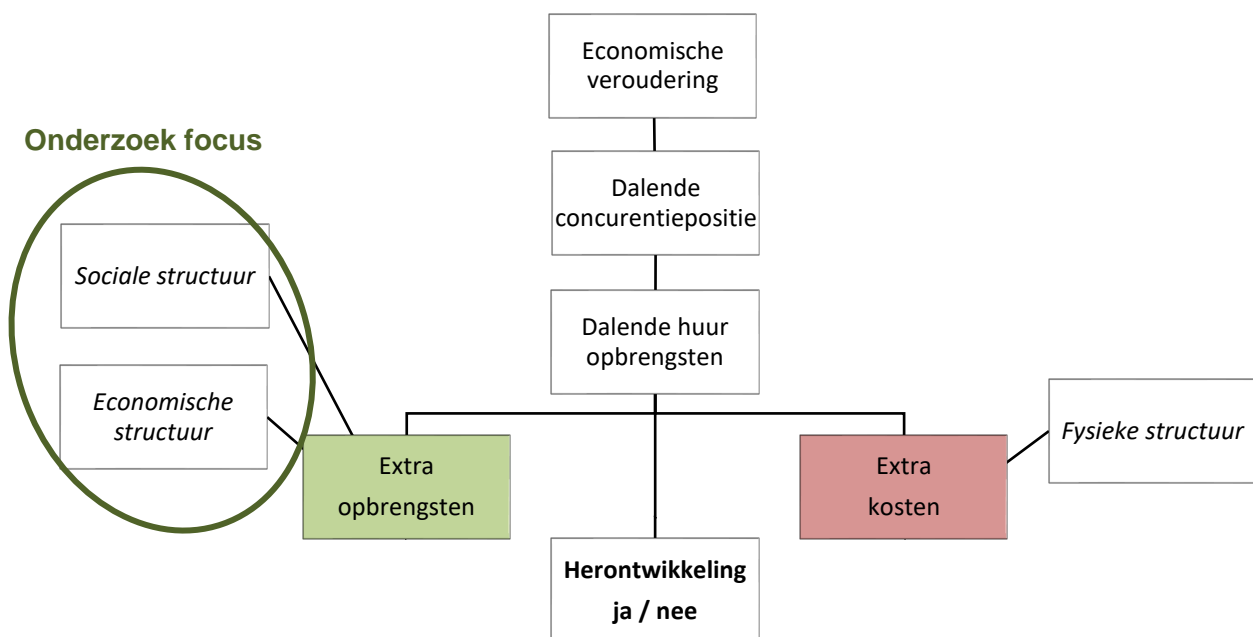 Economische
veroudering
Onderzoek focus
Dalende
concurentiepositie
Sociale structuur
Dalende huur
opbrengsten
Economische
structuur
Fysieke structuur
Extra
opbrengsten
Extra
kosten
Herontwikkeling
ja / nee